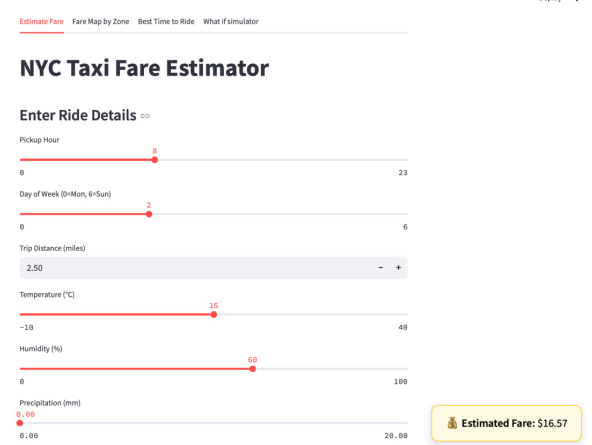 Estimate Fare Fare Map by Zone Best Time to Ride What if simulator
NYC Taxi Fare Estimator
Enter Ride Details
Pickup Hour
8
0 23
Day of Week (0=Mon, 6=Sun)
2
0 6
Trip Distance (miles)
2.50 − +
Temperature (°C)
15
−10 40
Humidity (%)
60
0 100
Precipitation (mm)
0.00
0.00 20.00
Estimated Fare: $16.57